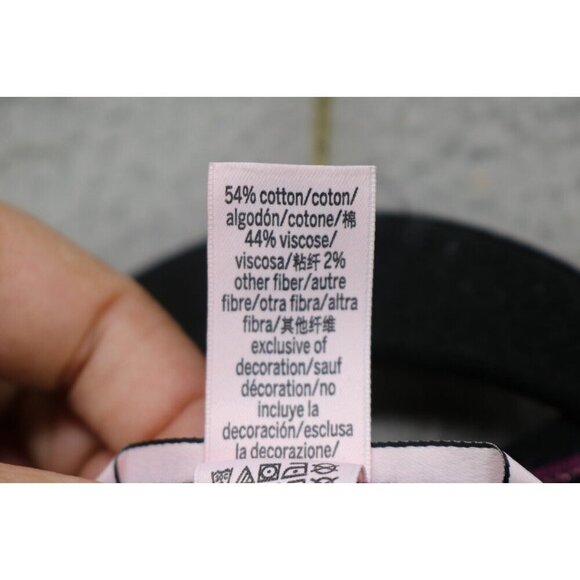 54% cotton/coton/
algodón/cotone/棉
44% viscose/
viscosa/粘纤 2%
other fiber/autre
fibre/otra fibra/altra
fibra/其他纤维
exclusive of
decoration/sauf
décoration/no
incluye la
decoración/esclusa
la decorazione/